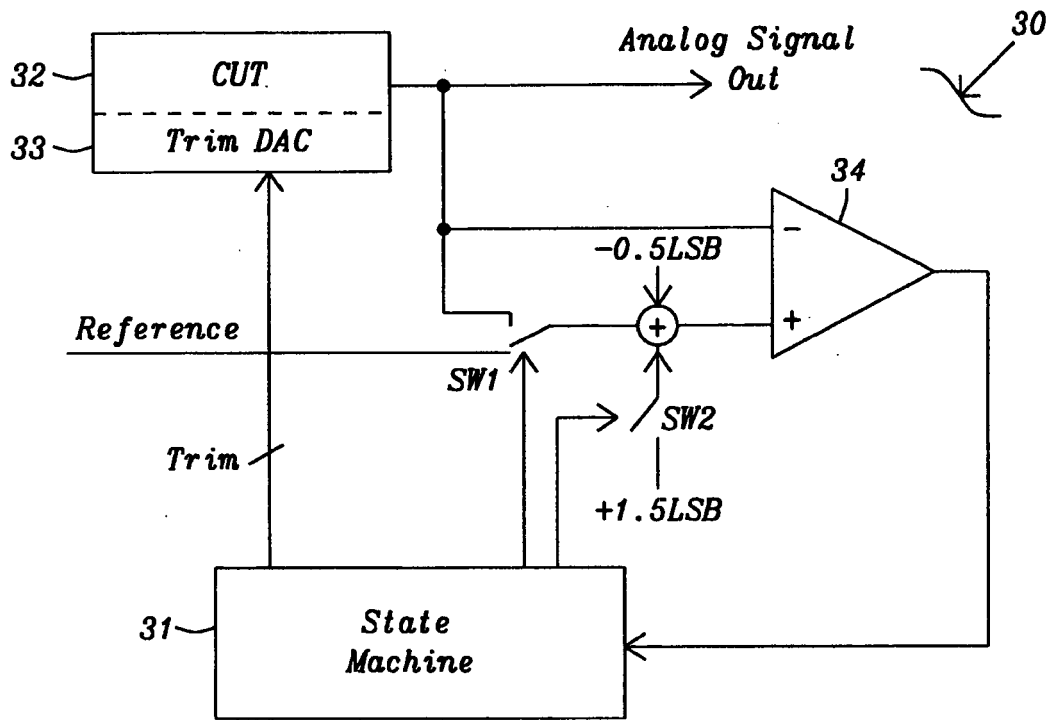 30
Analog Signal
Out
32
CUT
33
Trim DAC
34
-
-0.5LSB
+
+
Reference
SW1
SW2
Trim
+1.5LSB
31
State
Machine